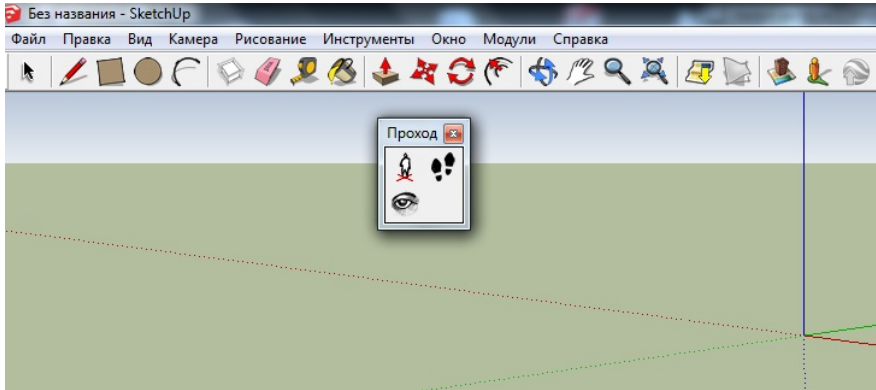 Без названия - SketchUp
Файл Правка Вид Камера Рисование Инструменты Окно Модули Справка
Проход